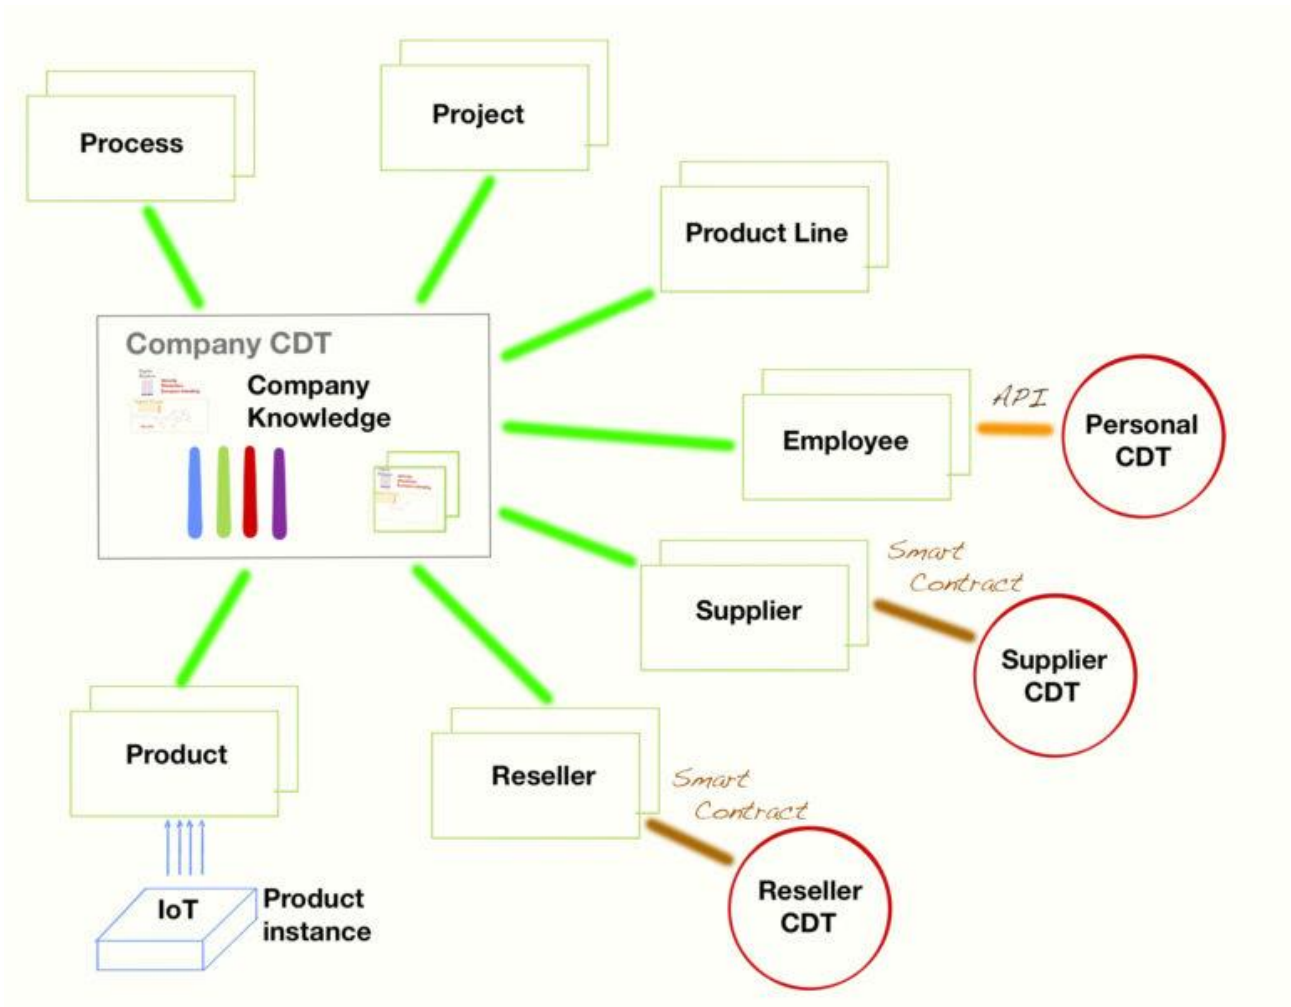 Process
Project
Product Line
Company CDT
Company
Knowledge
Employee
API
Personal
CDT
Supplier
Smart
Contract
Supplier
CDT
Product
Reseller
Smart
Contract
Reseller
CDT
IoT
Product
instance